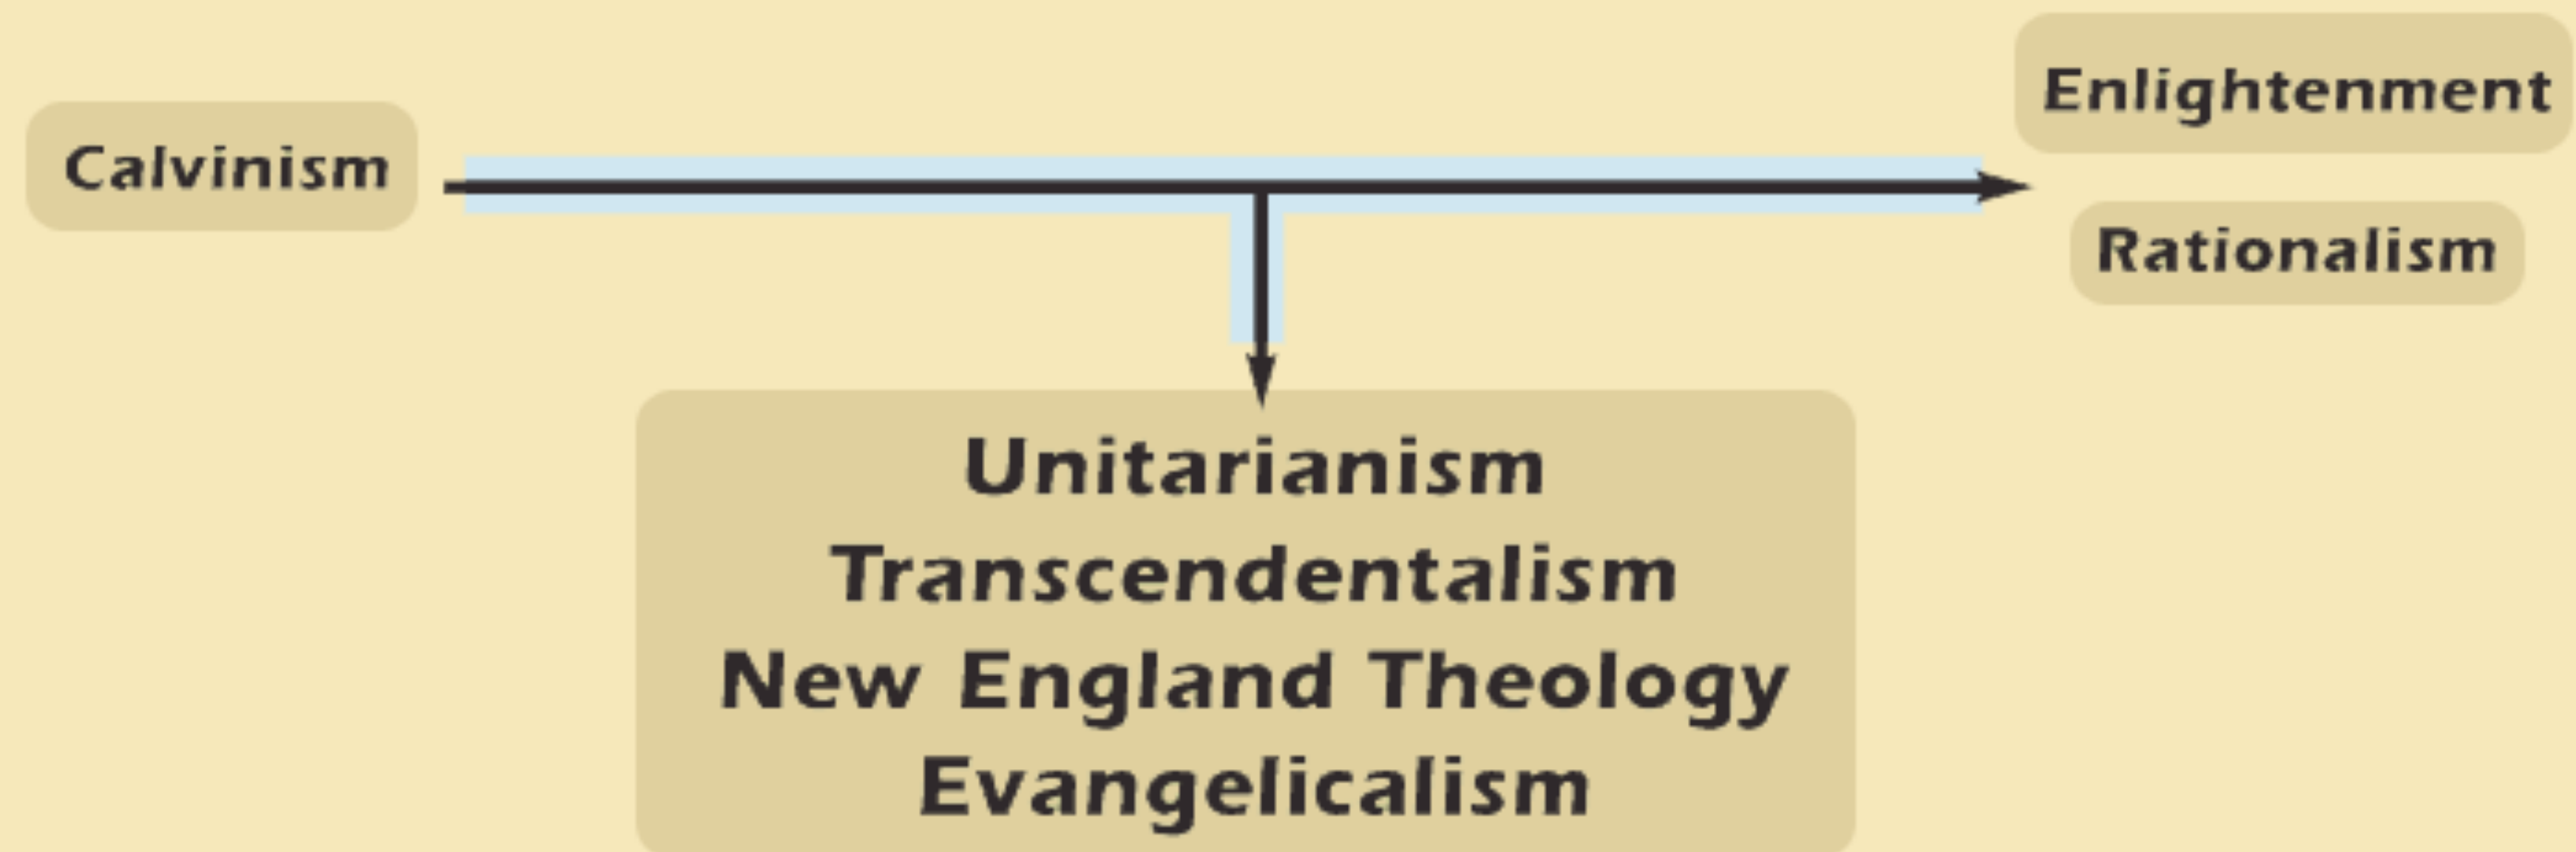 Calvinism
Enlightenment
Rationalism
Unitarianism
Transcendentalism
New England Theology
Evangelicalism